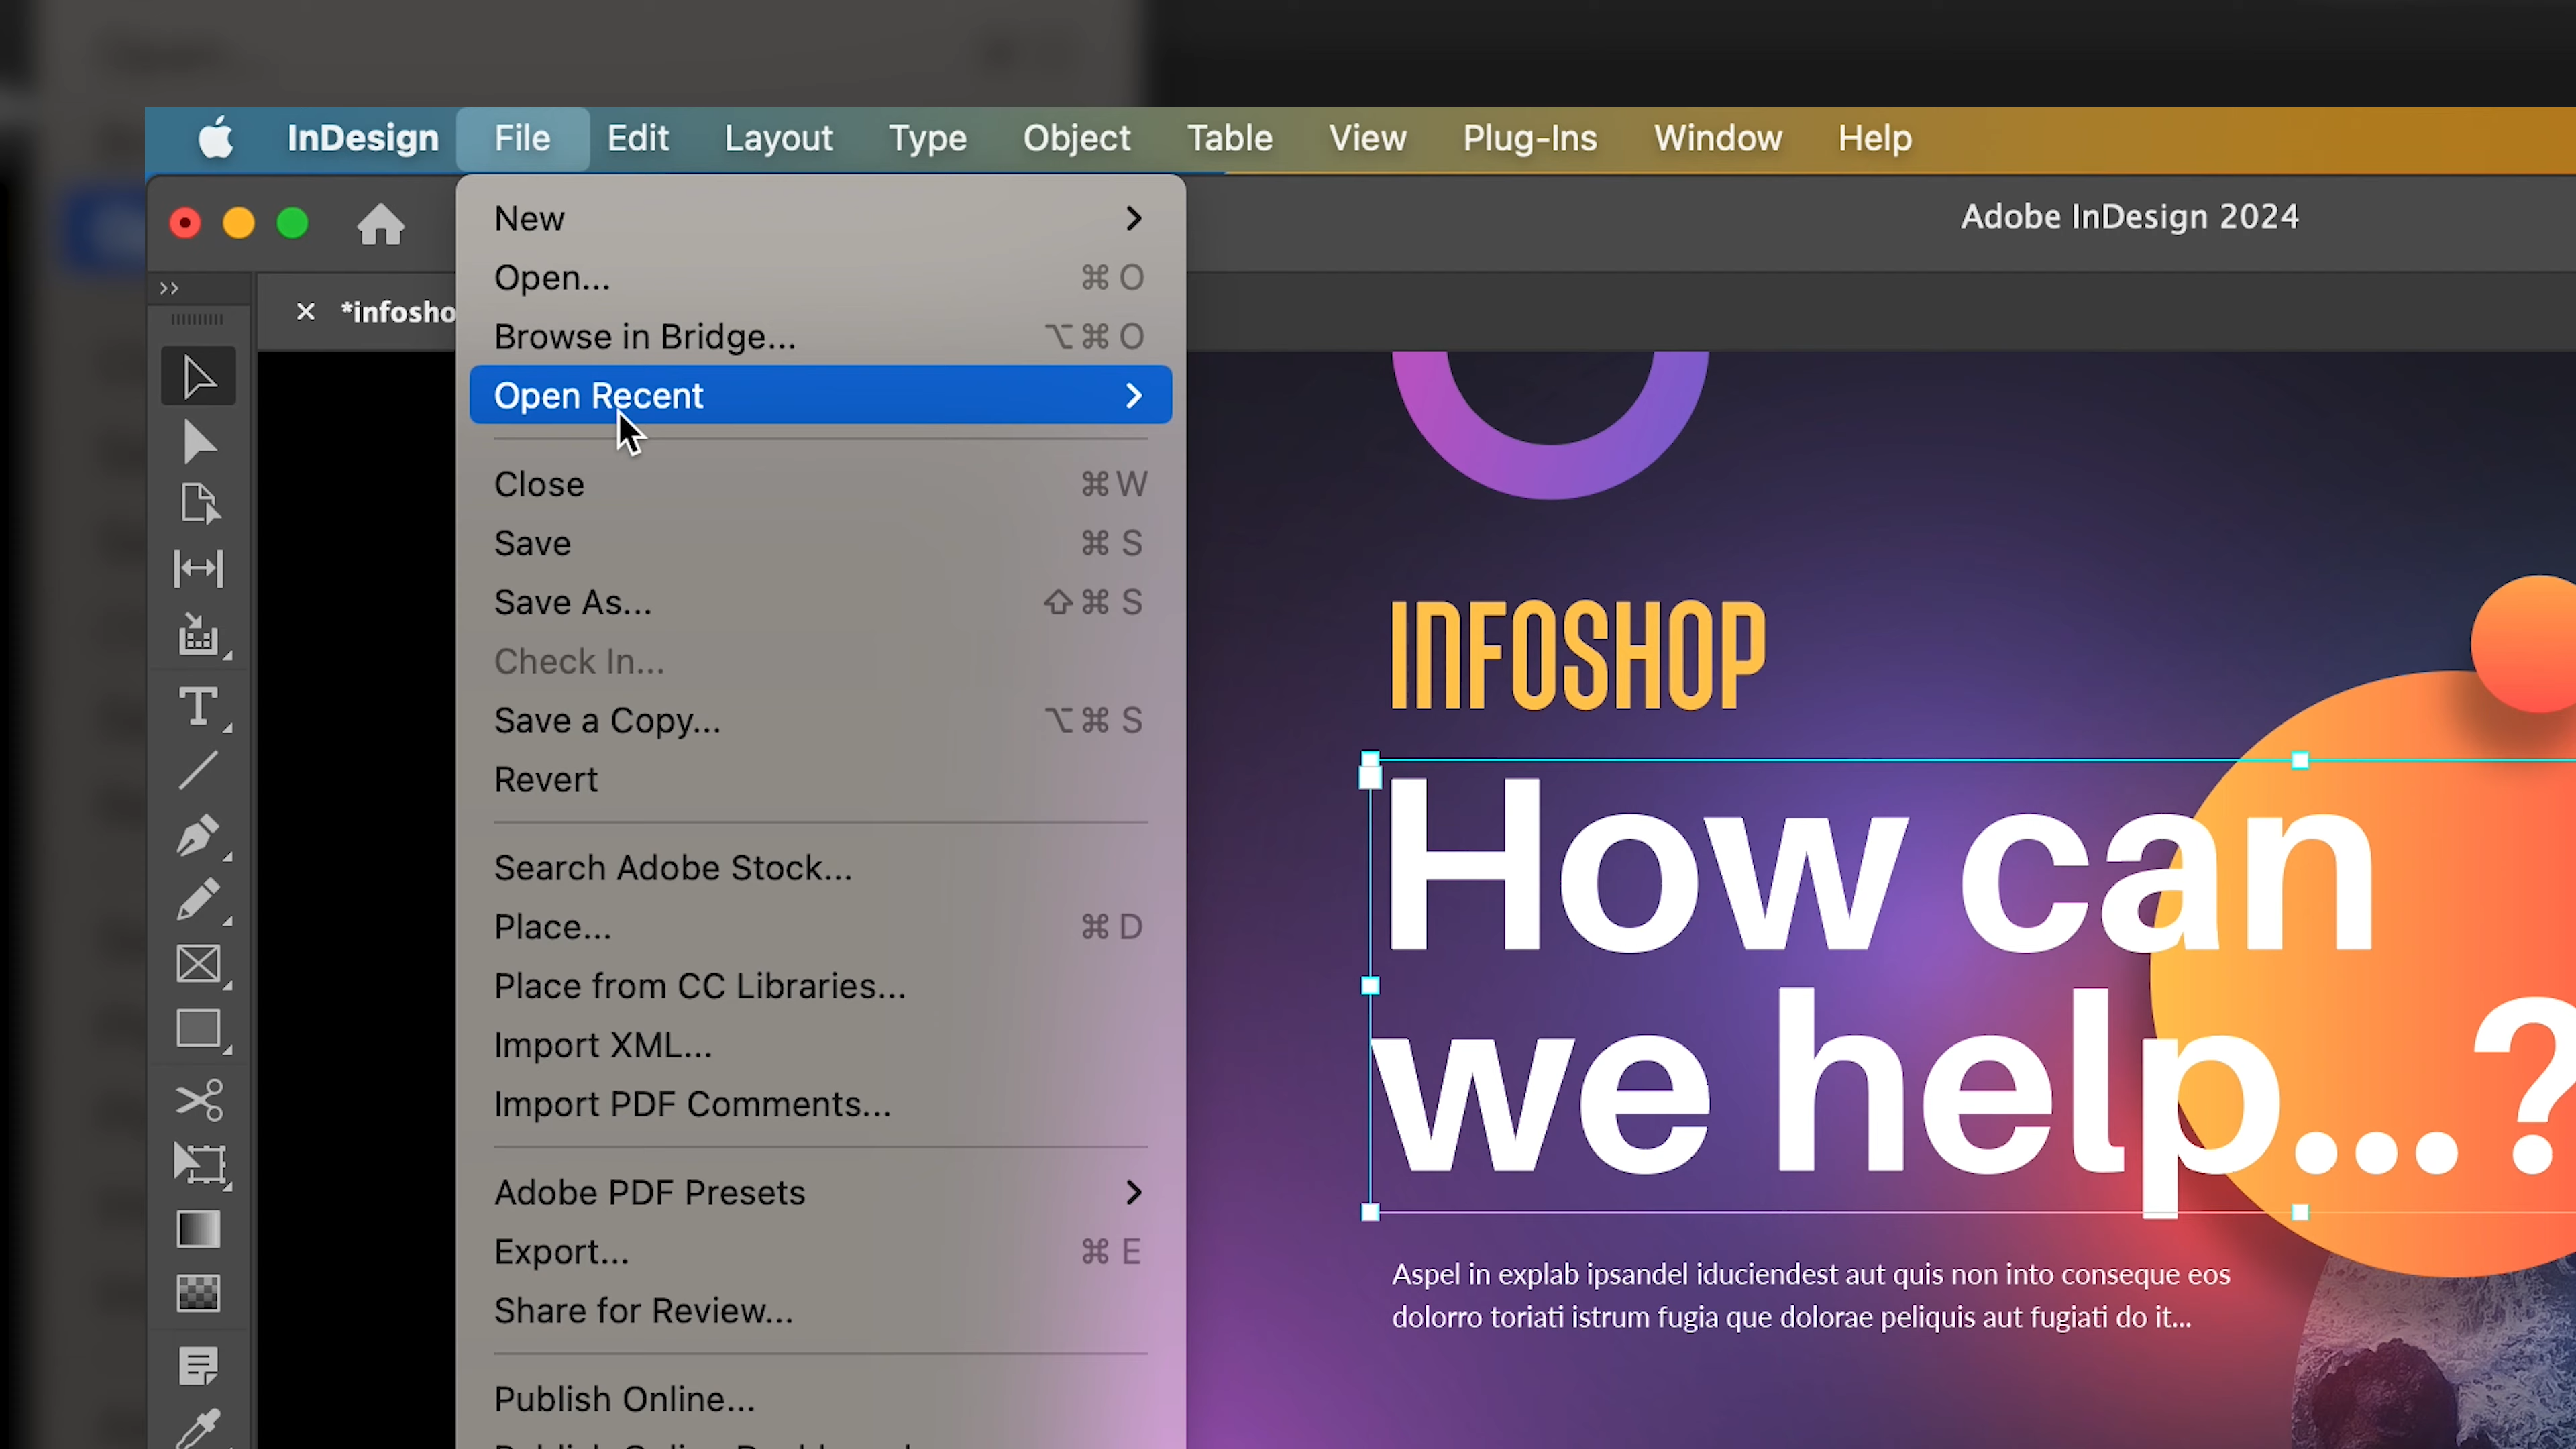 InDesign File Edit Layout Type Object Table View Plug-Ins Window Help
Adobe InDesign 2024
*infosho
New
Open... ⌘ O
Browse in Bridge... ⌥ ⌘ O
Open Recent
Close ⌘ W
Save ⌘ S
Save As... ⇧ ⌘ S
Check In...
Save a Copy... ⌥ ⌘ S
Revert
Search Adobe Stock...
Place... ⌘ D
Place from CC Libraries...
Import XML...
Import PDF Comments...
Adobe PDF Presets
Export... ⌘ E
Share for Review...
Publish Online...
INFOSHOP
How can
we help...?
Aspel in explab ipsandel iduciendest aut quis non into conseque eos
dolorro toriati istrum fugia que dolorae peliquis aut fugiati do it...